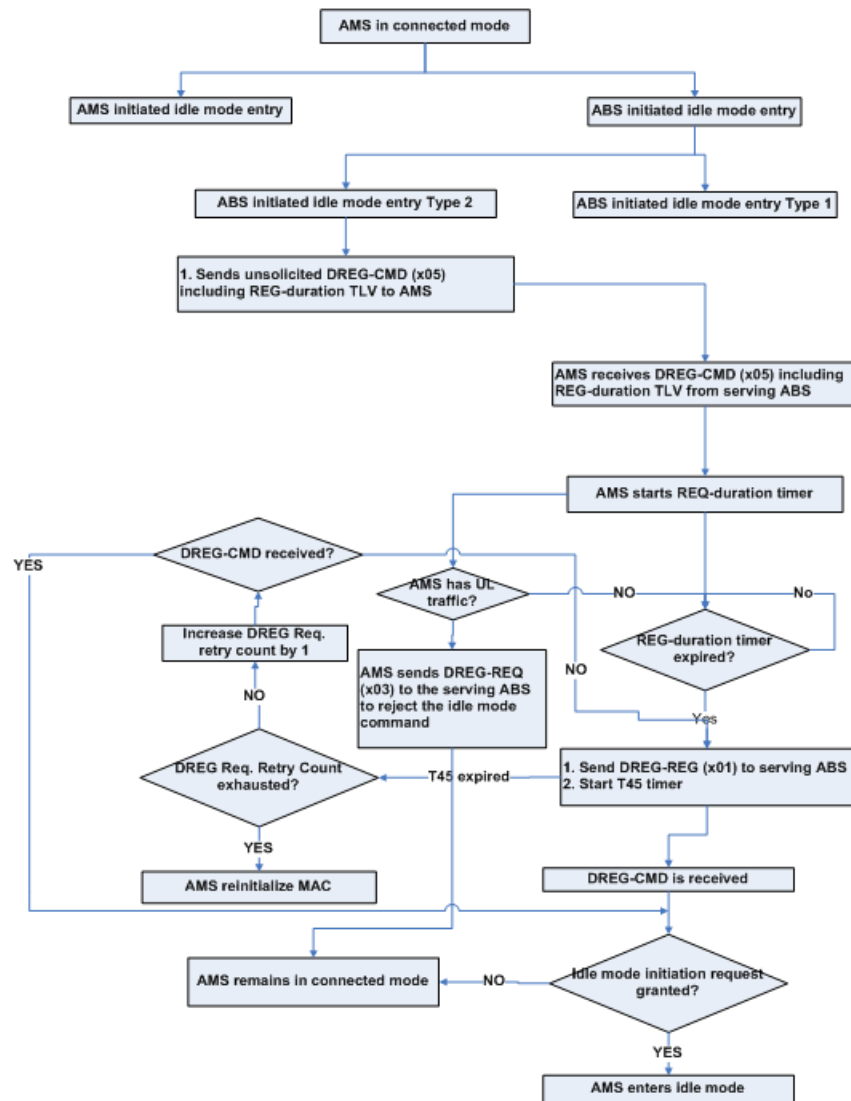 AMS in connected mode
AMS initiated idle mode entry
ABS initiated idle mode entry
ABS initiated idle mode entry Type 2
ABS initiated idle mode entry Type 1
1. Sends unsolicited DREG-CMD (x05)
including REG-duration TLV to AMS
AMS receives DREG-CMD (x05) including
REG-duration TLV from serving ABS
AMS starts REQ-duration timer
DREG-CMD received?
YES
AMS has UL
traffic?
NO
No
Increase DREG Req.
retry count by 1
REG-duration timer
expired?
NO
AMS sends DREG-REQ
(x03) to the serving ABS
to reject the idle mode
command
NO
Yes
DREG Req. Retry Count
exhausted?
T45 expired
1. Send DREG-REG (x01) to serving ABS
2. Start T45 timer
YES
AMS reinitialize MAC
DREG-CMD is received
AMS remains in connected mode
NO
Idle mode initiation request
granted?
YES
AMS enters idle mode